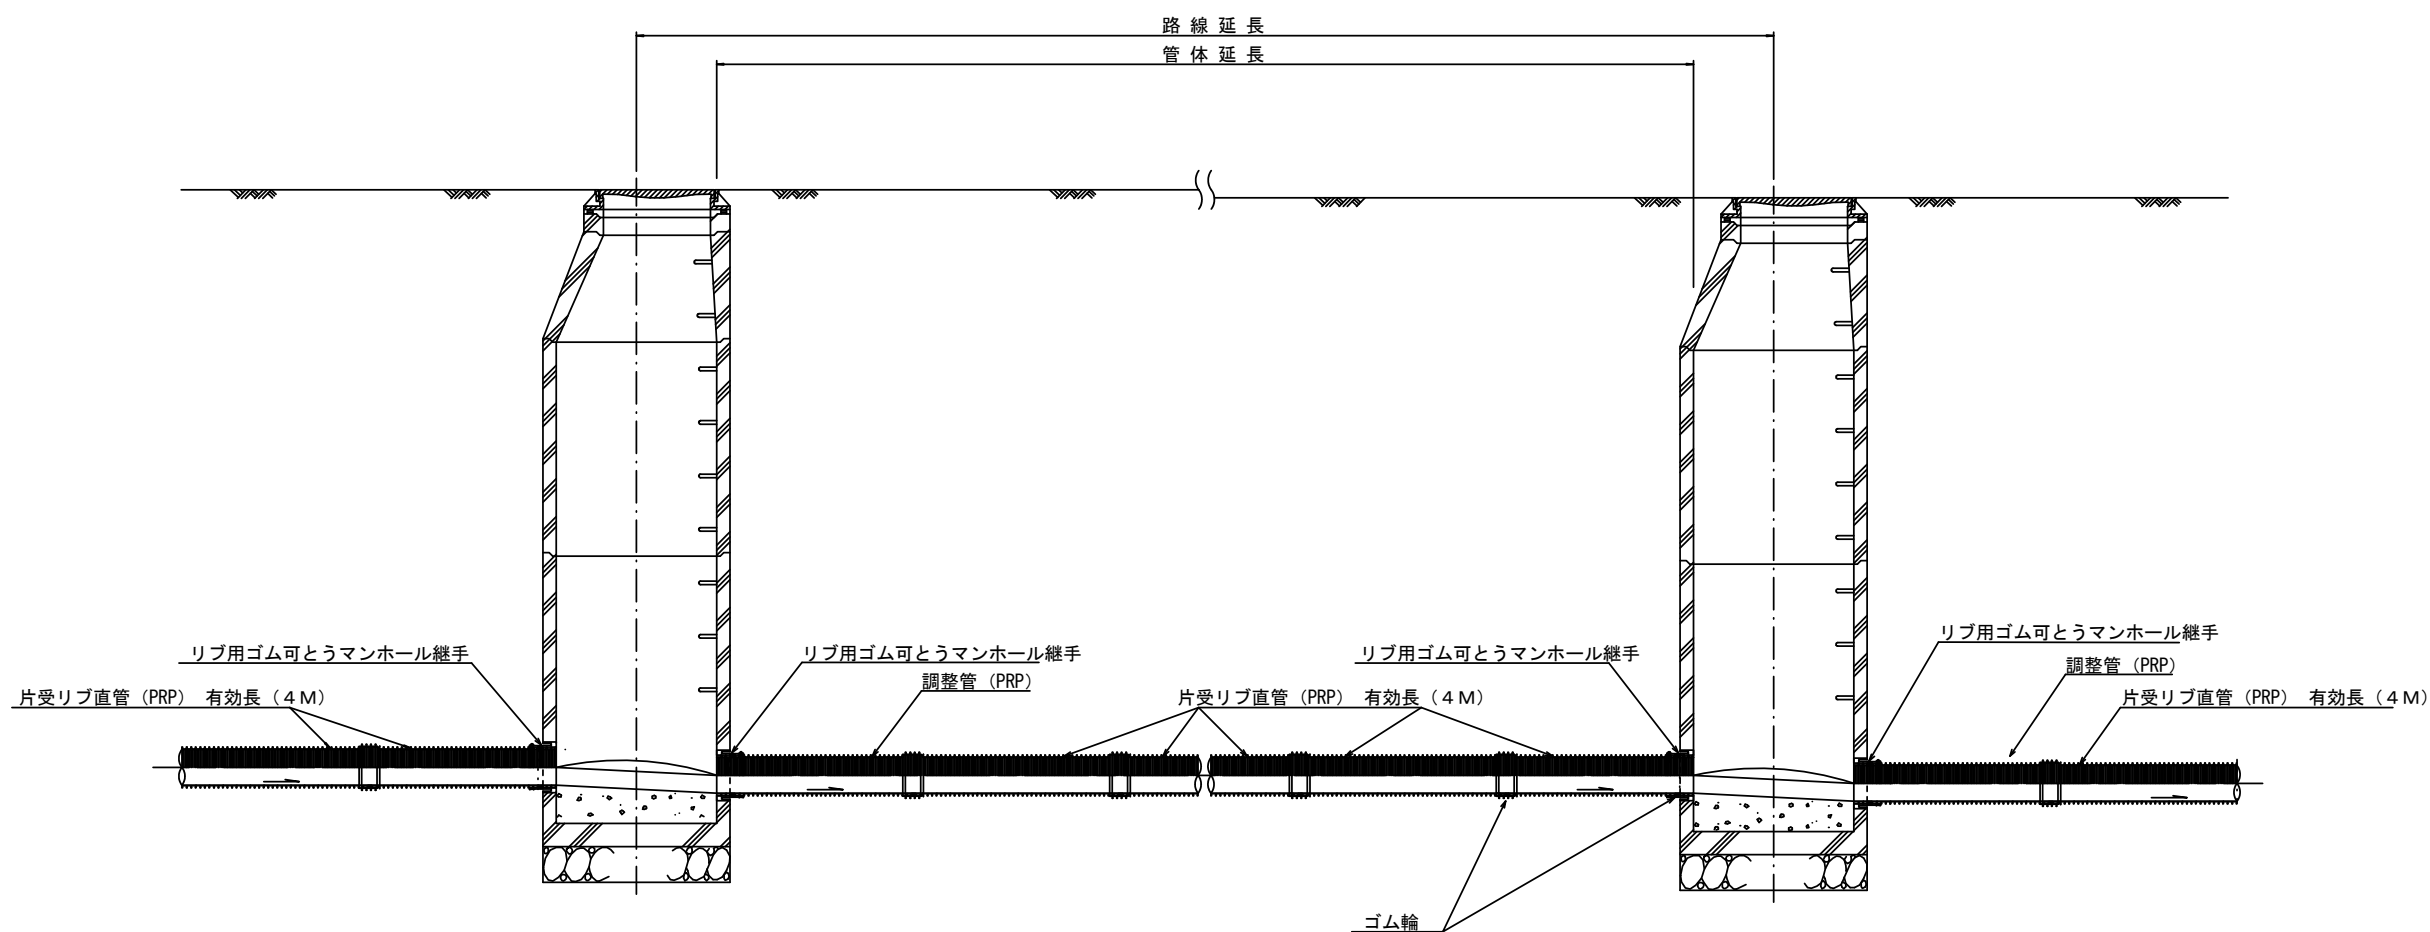 路 線 延 長
管 体 延 長
リブ用ゴム可とうマンホール継手
片受リブ直管 (PRP) 有効長 (4M)
リブ用ゴム可とうマンホール継手
調整管 (PRP)
片受リブ直管 (PRP) 有効長 (4M)
リブ用ゴム可とうマンホール継手
リブ用ゴム可とうマンホール継手
調整管 (PRP)
片受リブ直管 (PRP) 有効長 (4M)
ゴム輪